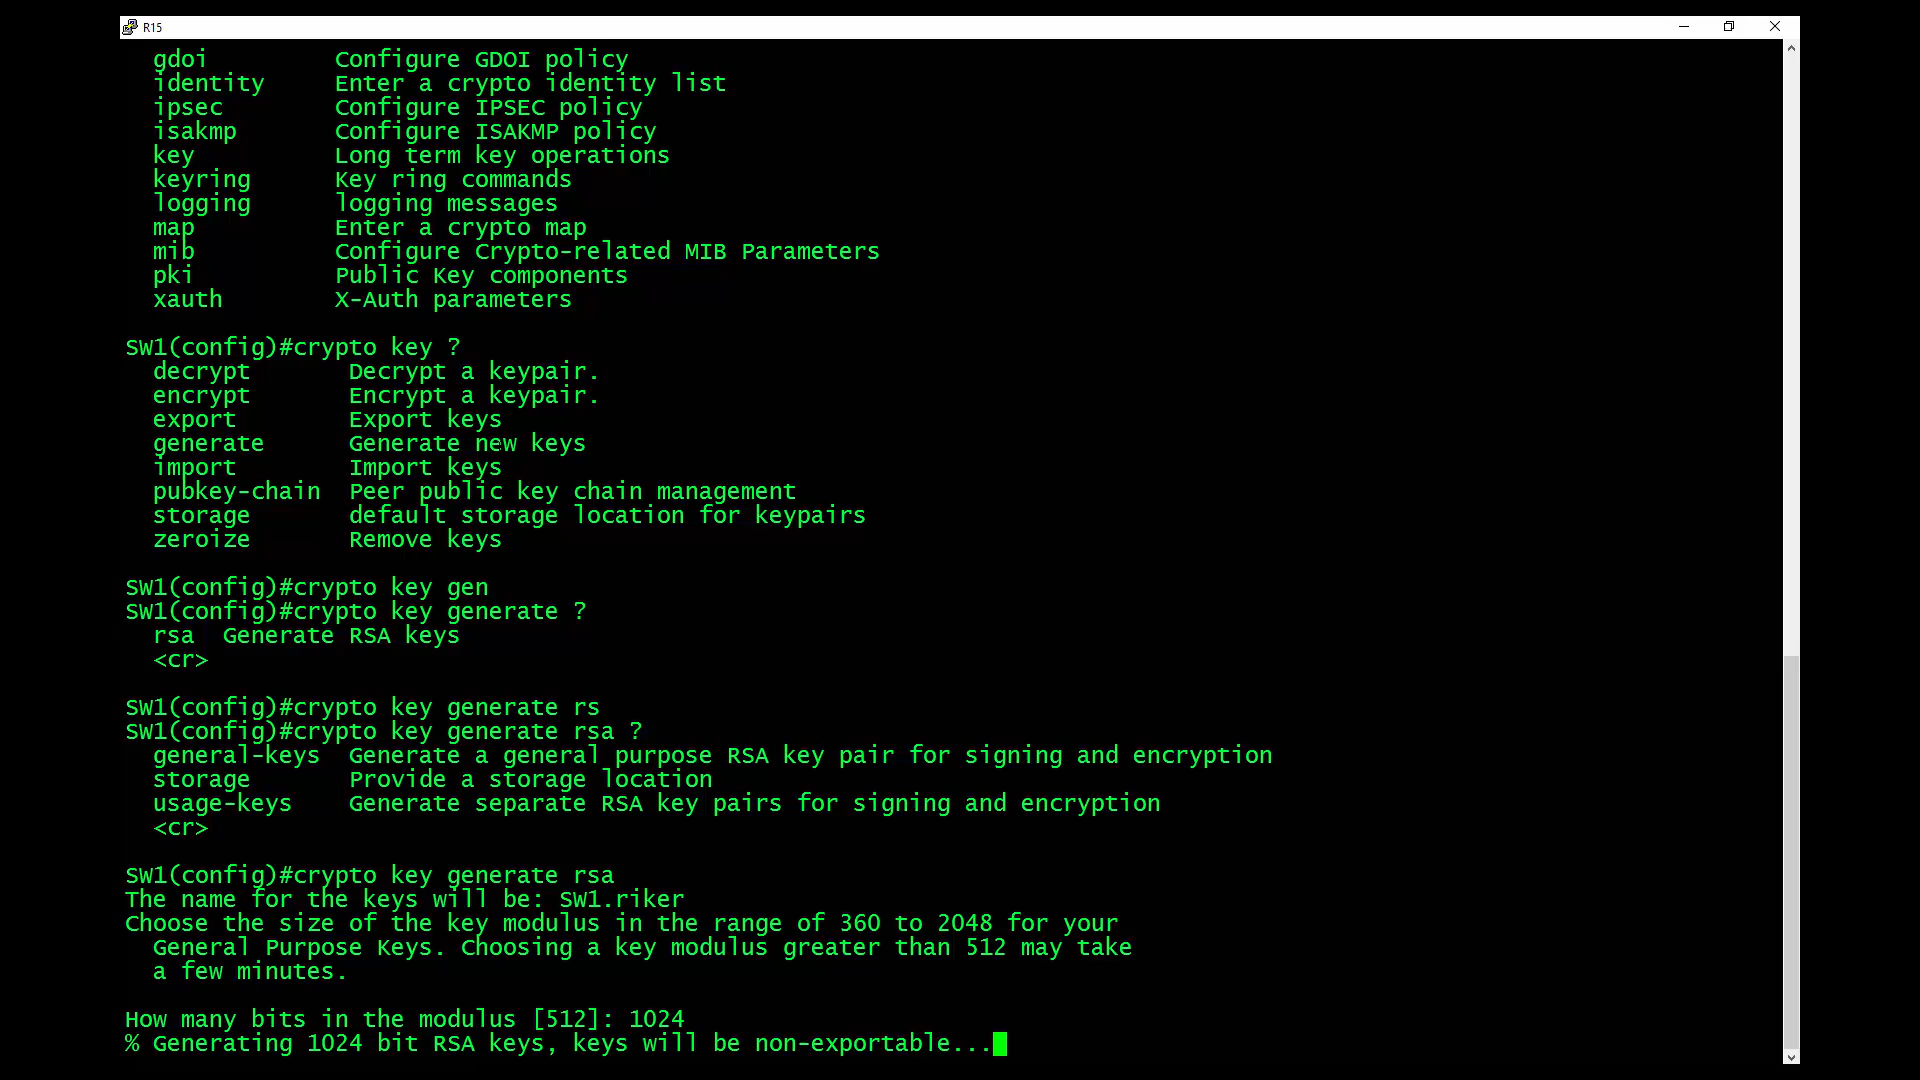 R15
gdoi Configure GDOI policy
identity Enter a crypto identity list
ipsec Configure IPSEC policy
isakmp Configure ISAKMP policy
key Long term key operations
keyring Key ring commands
logging logging messages
map Enter a crypto map
mib Configure Crypto-related MIB Parameters
pki Public Key components
xauth X-Auth parameters
SW1(config)#crypto key ?
decrypt Decrypt a keypair.
encrypt Encrypt a keypair.
export Export keys
generate Generate new keys
import Import keys
pubkey-chain Peer public key chain management
storage default storage location for keypairs
zeroize Remove keys
SW1(config)#crypto key gen
SW1(config)#crypto key generate ?
rsa Generate RSA keys
<cr>
SW1(config)#crypto key generate rs
SW1(config)#crypto key generate rsa ?
general-keys Generate a general purpose RSA key pair for signing and encryption
storage Provide a storage location
usage-keys Generate separate RSA key pairs for signing and encryption
<cr>
SW1(config)#crypto key generate rsa
The name for the keys will be: SW1.riker
Choose the size of the key modulus in the range of 360 to 2048 for your
General Purpose Keys. Choosing a key modulus greater than 512 may take
a few minutes.
How many bits in the modulus [512]: 1024
% Generating 1024 bit RSA keys, keys will be non-exportable...